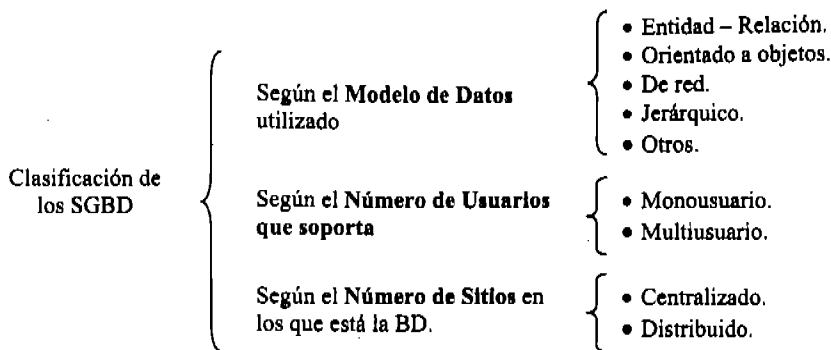 Clasificación de
los SGBD
Según el Modelo de Datos
utilizado
• Entidad – Relación.
• Orientado a objetos.
• De red.
• Jerárquico.
• Otros.
Según el Número de Usuarios
que soporta
• Monousuario.
• Multiusuario.
Según el Número de Sitios en
los que está la BD.
• Centralizado.
• Distribuido.